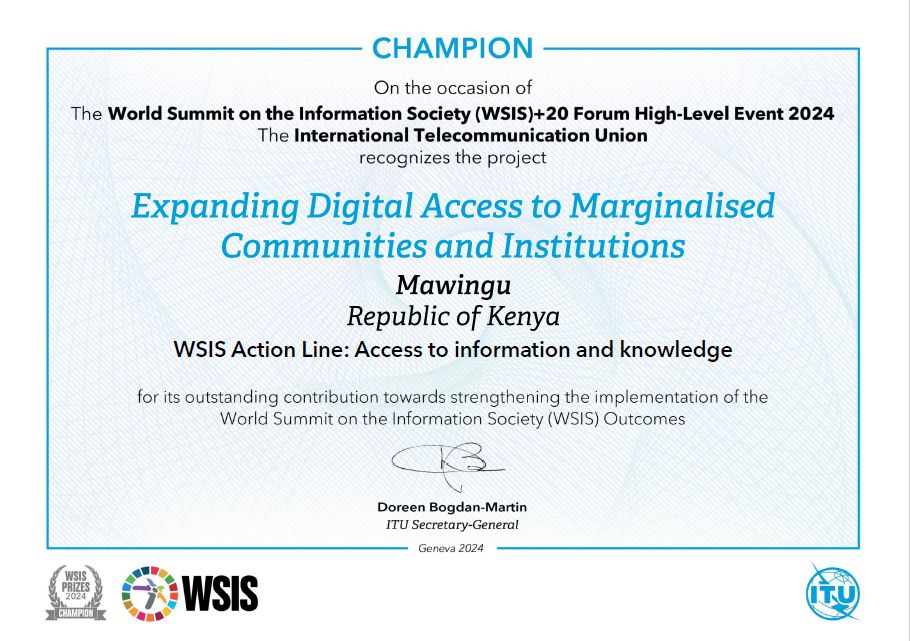 CHAMPION
On the occasion of
The World Summit on the Information Society (WSIS)+20 Forum High-Level Event 2024
The International Telecommunication Union
recognizes the project
Expanding Digital Access to Marginalised
Communities and Institutions
Mawingu
Republic of Kenya
WSIS Action Line: Access to information and knowledge
for its outstanding contribution towards strengthening the implementation of the
World Summit on the Information Society (WSIS) Outcomes
Doreen Bogdan-Martin
ITU Secretary-General
Geneva 2024
WSIS
PRIZES
2024
CHAMPION
WSIS
ITU